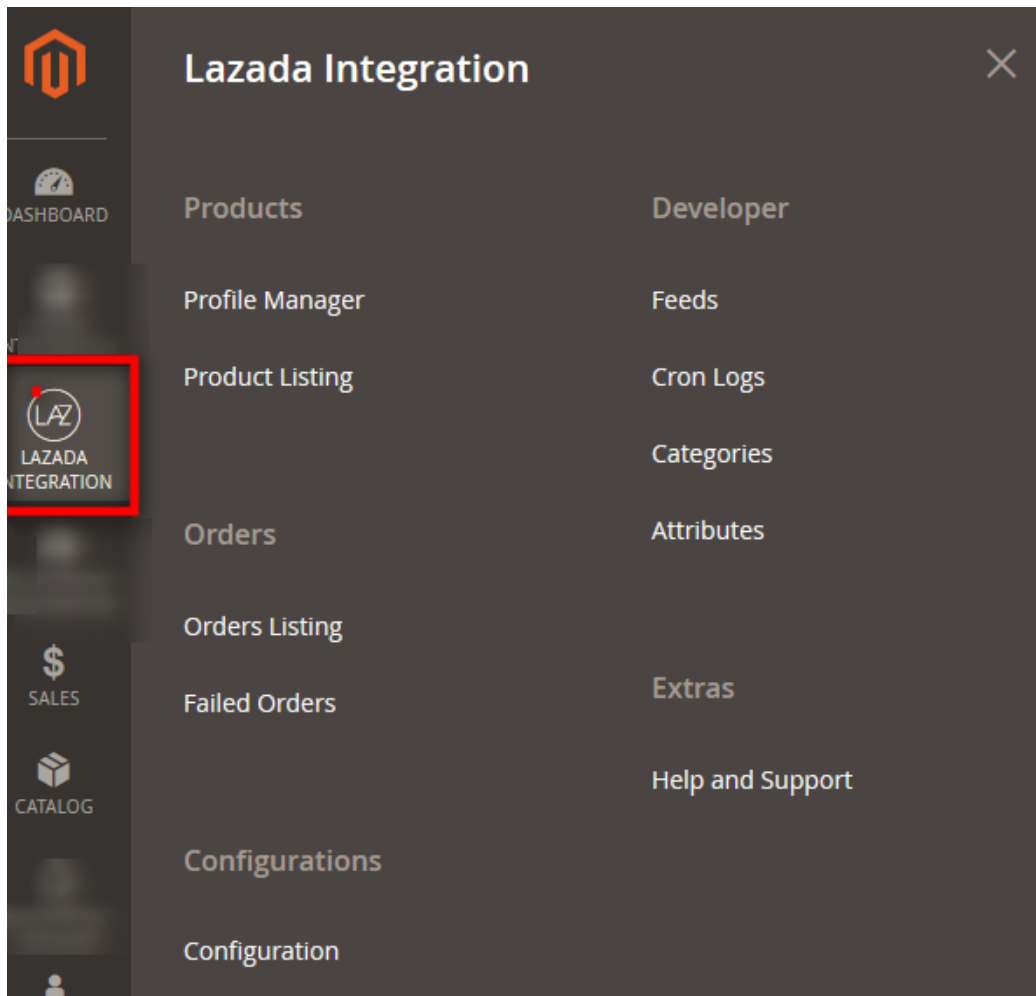 Lazada Integration
DASHBOARD
LAZ
LAZADA
NTEGRATION
SALES
CATALOG
Products
Profile Manager
Product Listing
Orders
Orders Listing
Failed Orders
Configurations
Configuration
Developer
Feeds
Cron Logs
Categories
Attributes
Extras
Help and Support